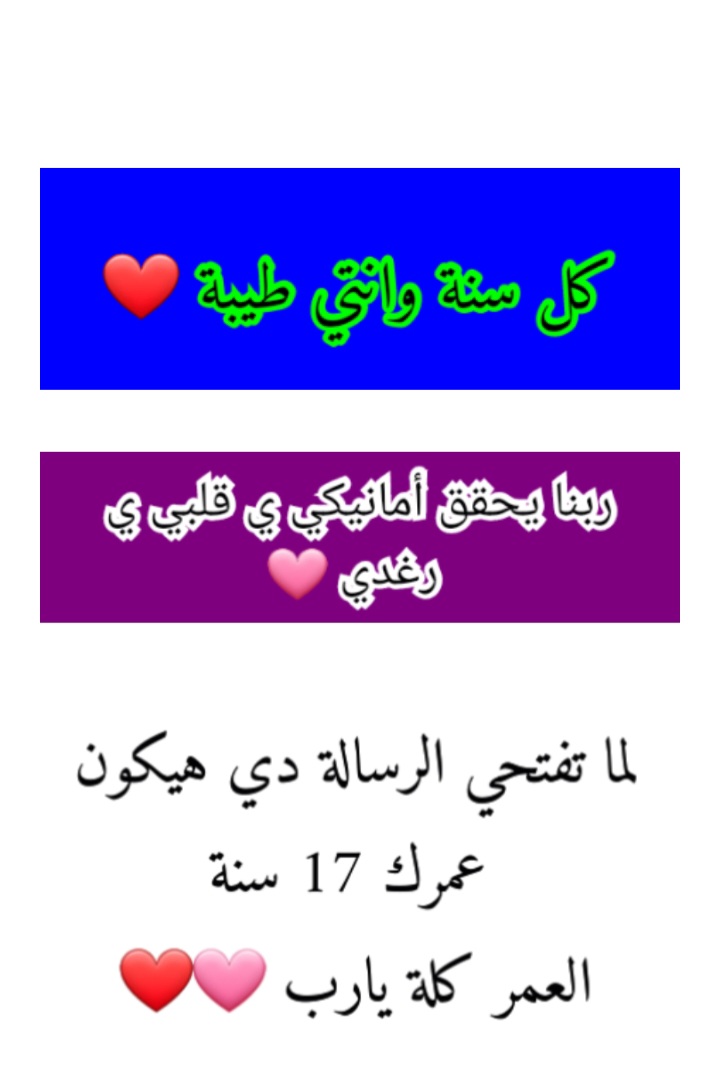 كل سنة وانتي طيبة ❤️
ربنا يحقق أمانيكي ي قلبي ي
رغدي 🩷
لما تفتحي الرسالة دي هيكون
عمرك 17 سنة
العمر كلة يارب 🩷❤️